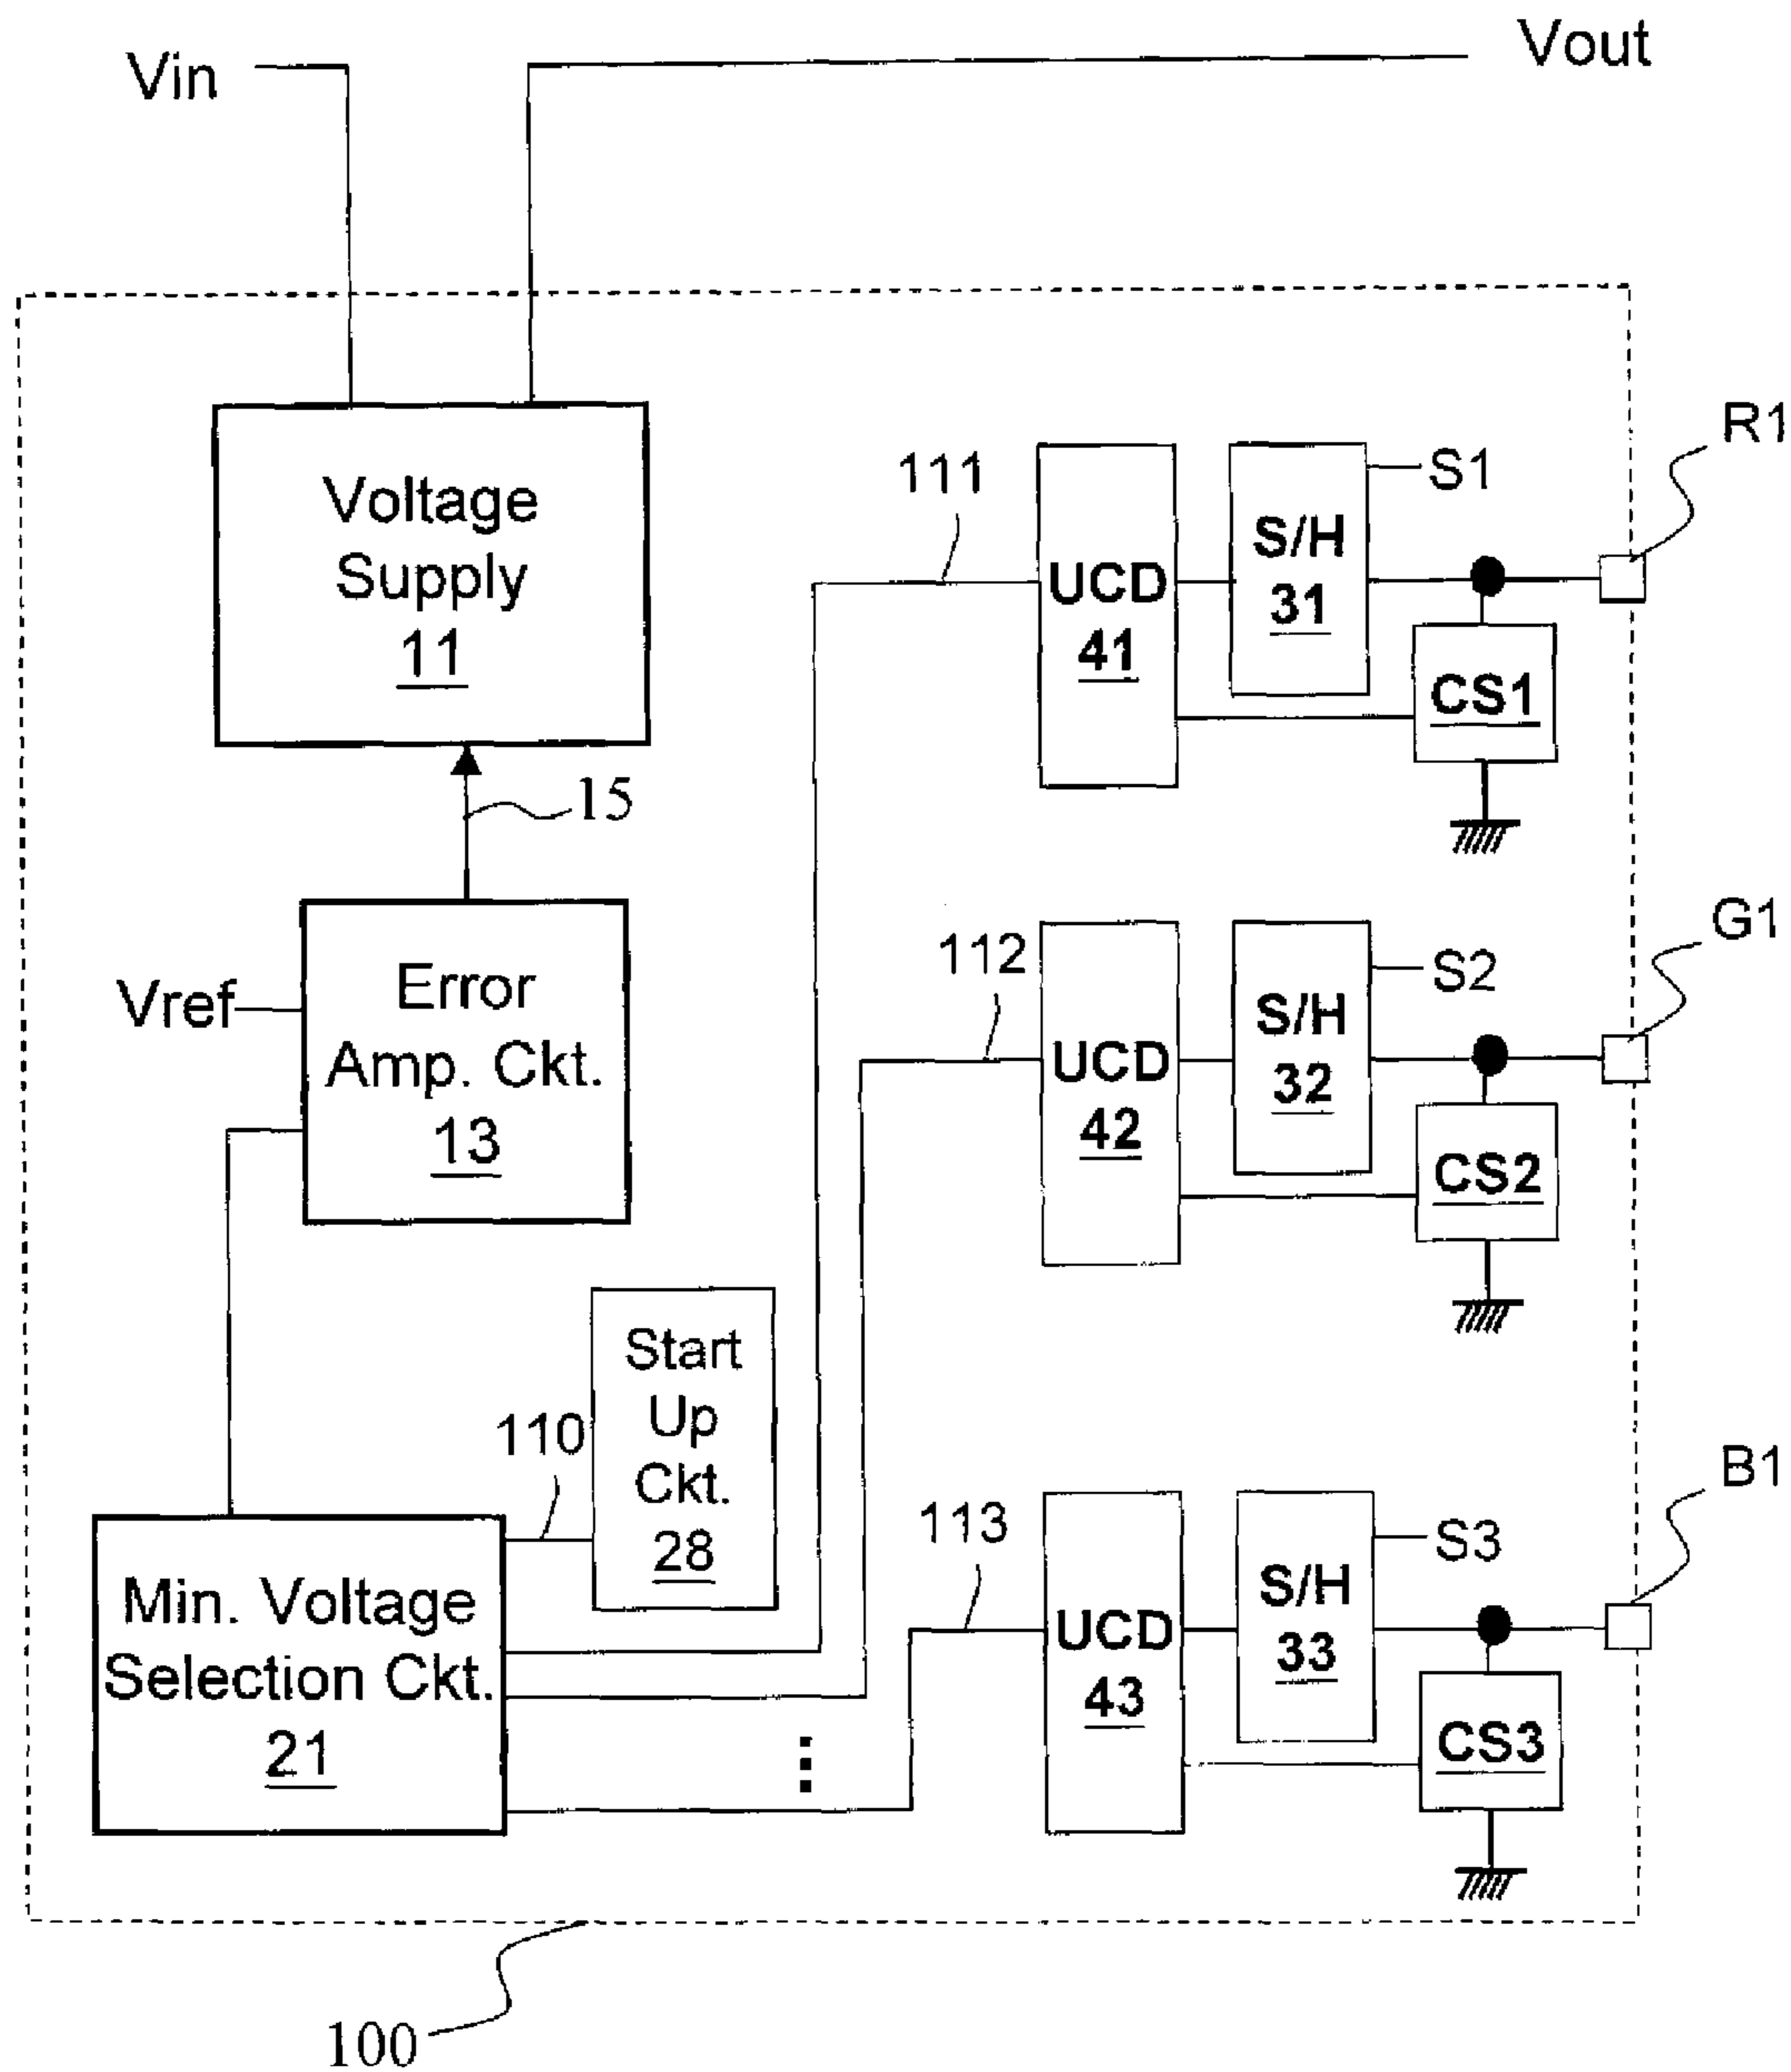 Vin
Vout
Voltage
Supply
11
15
Vref
Error
Amp. Ckt.
13
Start
Up
Ckt.
28
110
Min. Voltage
Selection Ckt.
21
111
UCD
41
S/H
31
S1
CS1
R1
112
UCD
42
S/H
32
S2
CS2
G1
113
UCD
43
S/H
33
S3
CS3
B1
100